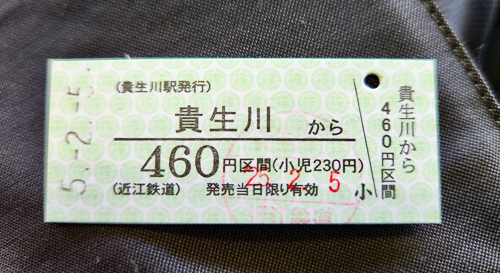 5.-2.-5
(貴生川駅発行)
貴生川 から
460円区間(小児230円)
(近江鉄道) 発売当日限り有効
25.2.5
小
貴生川から
460円区間